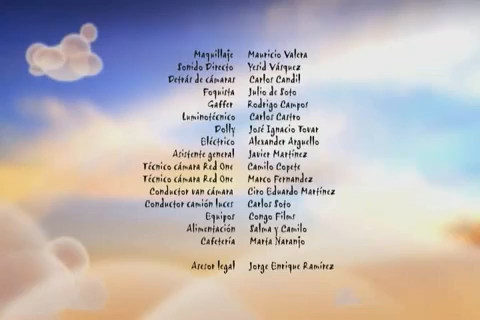 Maquillaje Mauricio Valera
Sonido Directo Yesid Vásquez
Detrás de cámaras Carlos Candil
Foquista Julio de Soto
Gaffer Rodrigo Campos
Luminotécnico Carlos Castro
Dolly José Ignacio Tovar
Eléctrico Alexander Arguello
Asistente general Javier Martínez
Técnico cámara Red One Camilo Copete
Técnico cámara Red One Marco Fernandez
Conductor van cámara Ciro Eduardo Martínez
Conductor camión luces Carlos Soto
Equipos Congo Films
Alimentación Salma y Camilo
Cafetería Marta Naranjo
Asesor legal Jorge Enrique Ramírez